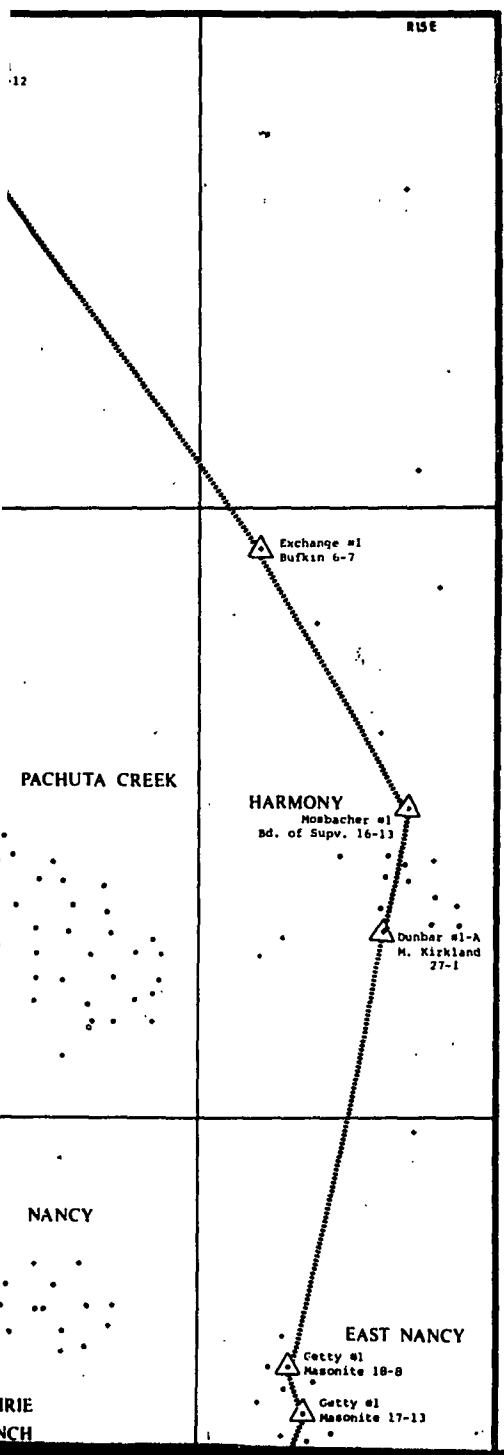 R15E
-12
Exchange #1
Bufkin 6-7
PACHUTA CREEK
HARMONY
Mosbacher #1
Bd. of Supv. 16-13
Dunbar #1-A
M. Kirkland
27-1
NANCY
EAST NANCY
Getty #1
Masonite 18-8
Getty #1
Masonite 17-13
IRIE
NCH